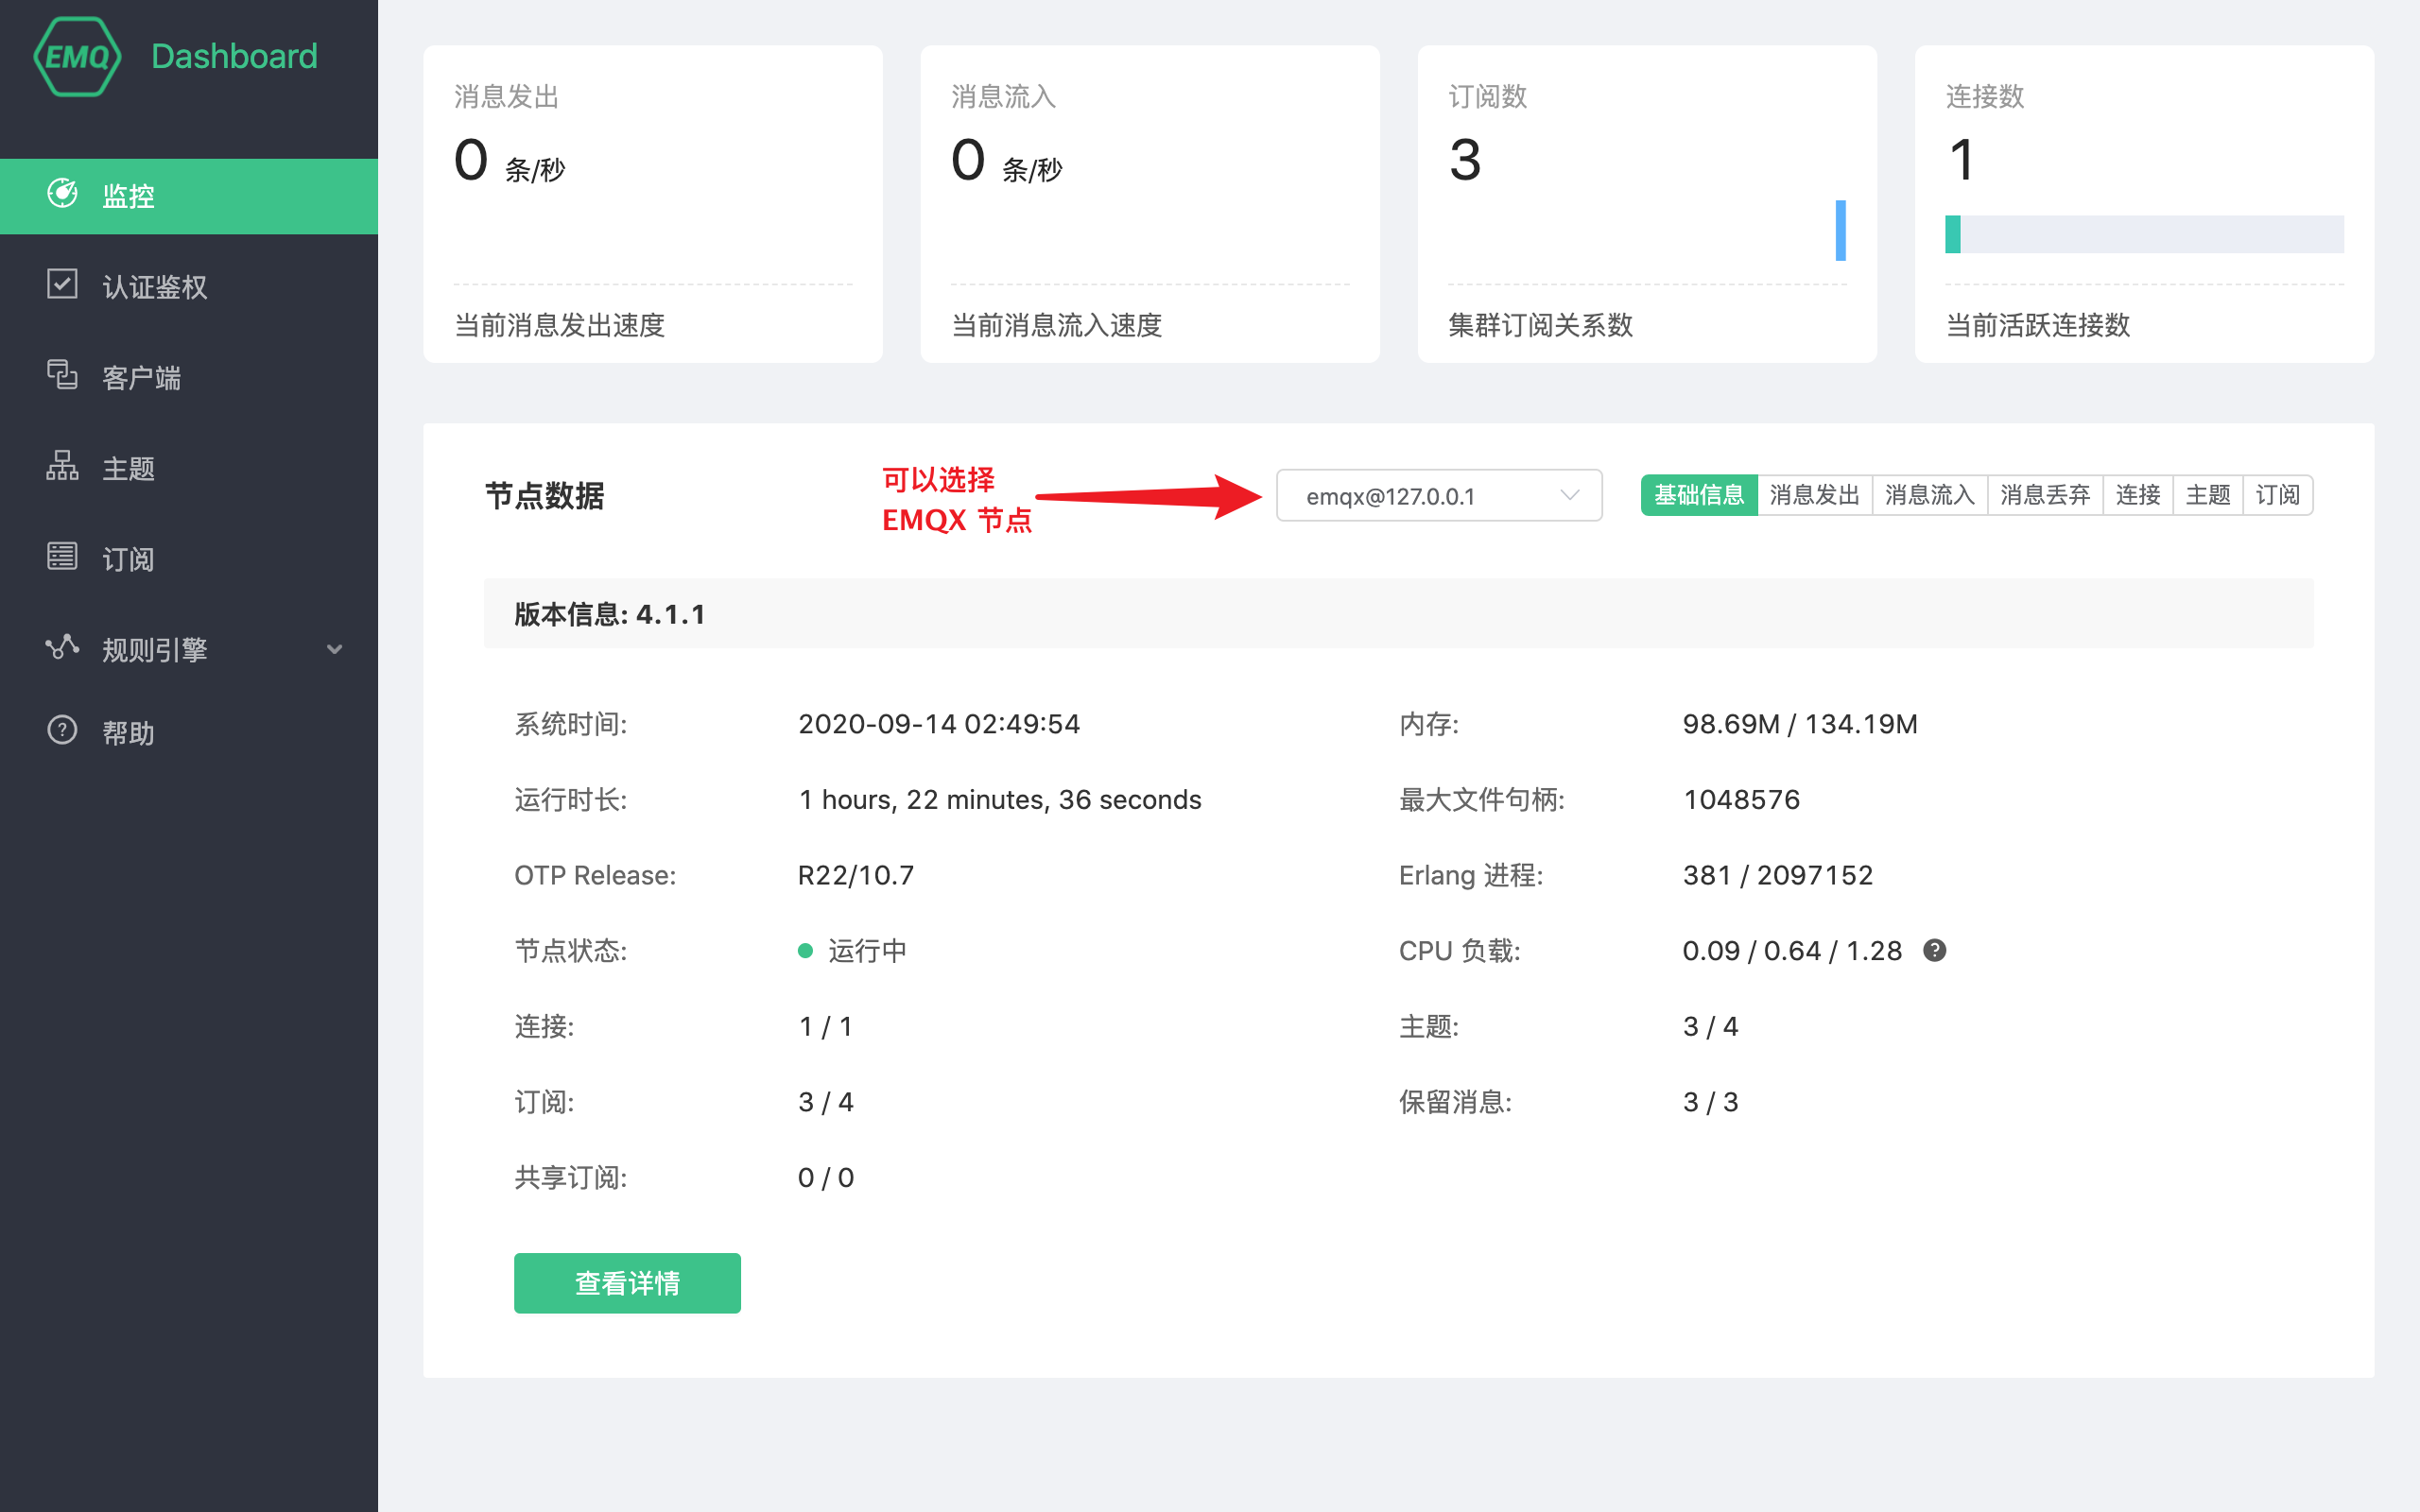 EMQ Dashboard
监控
认证鉴权
客户端
主题
订阅
规则引擎
帮助
消息发出
0 条/秒
当前消息发出速度
消息流入
0 条/秒
当前消息流入速度
订阅数
3
集群订阅关系数
连接数
1
当前活跃连接数
节点数据
可以选择
EMQX 节点
emqx@127.0.0.1
基础信息 消息发出 消息流入 消息丢弃 连接 主题 订阅
版本信息: 4.1.1
系统时间: 2020-09-14 02:49:54
内存: 98.69M / 134.19M
运行时长: 1 hours, 22 minutes, 36 seconds
最大文件句柄: 1048576
OTP Release: R22/10.7
Erlang 进程: 381 / 2097152
节点状态: 运行中
CPU 负载: 0.09 / 0.64 / 1.28 ?
连接: 1 / 1
主题: 3 / 4
订阅: 3 / 4
保留消息: 3 / 3
共享订阅: 0 / 0
查看详情